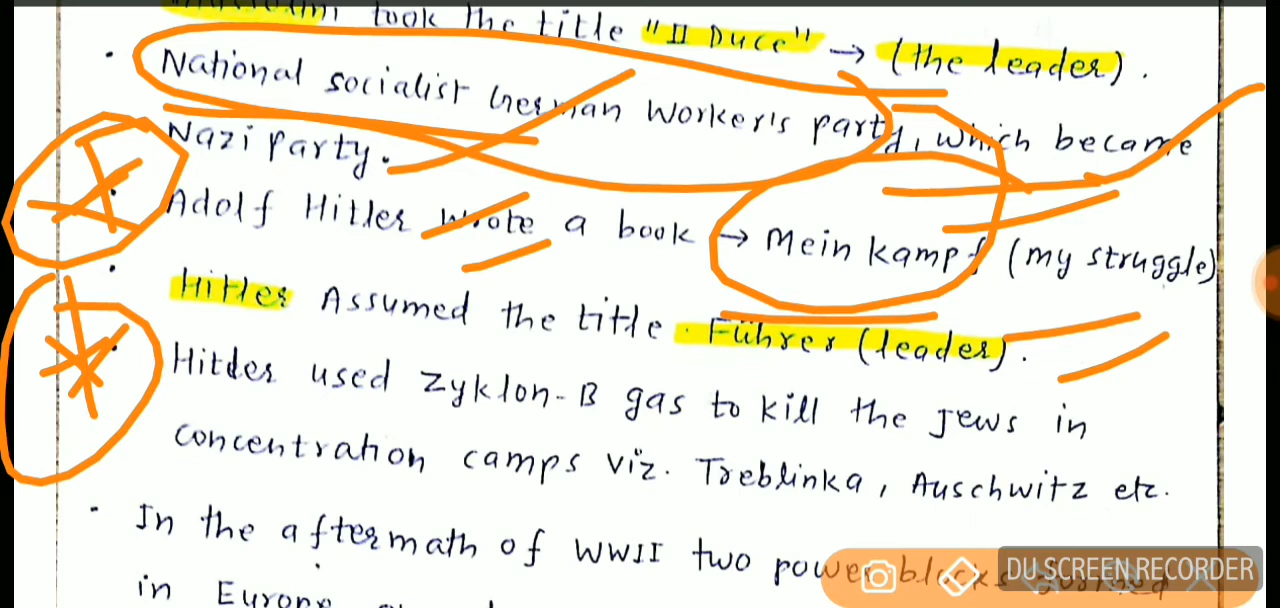 took the title "Il Duce" → (the leader).
• National socialist German Worker's party, which became
Nazi Party.
• Adolf Hitler wrote a book → Mein kampf (my struggle)
• Hitler Assumed the title Führer (leader).
• Hitler used Zyklon-B gas to kill the Jews in
concentration camps viz. Treblinka, Auschwitz etc.
• In the aftermath of WWII two power blocks
in Europe
DU SCREEN RECORDER